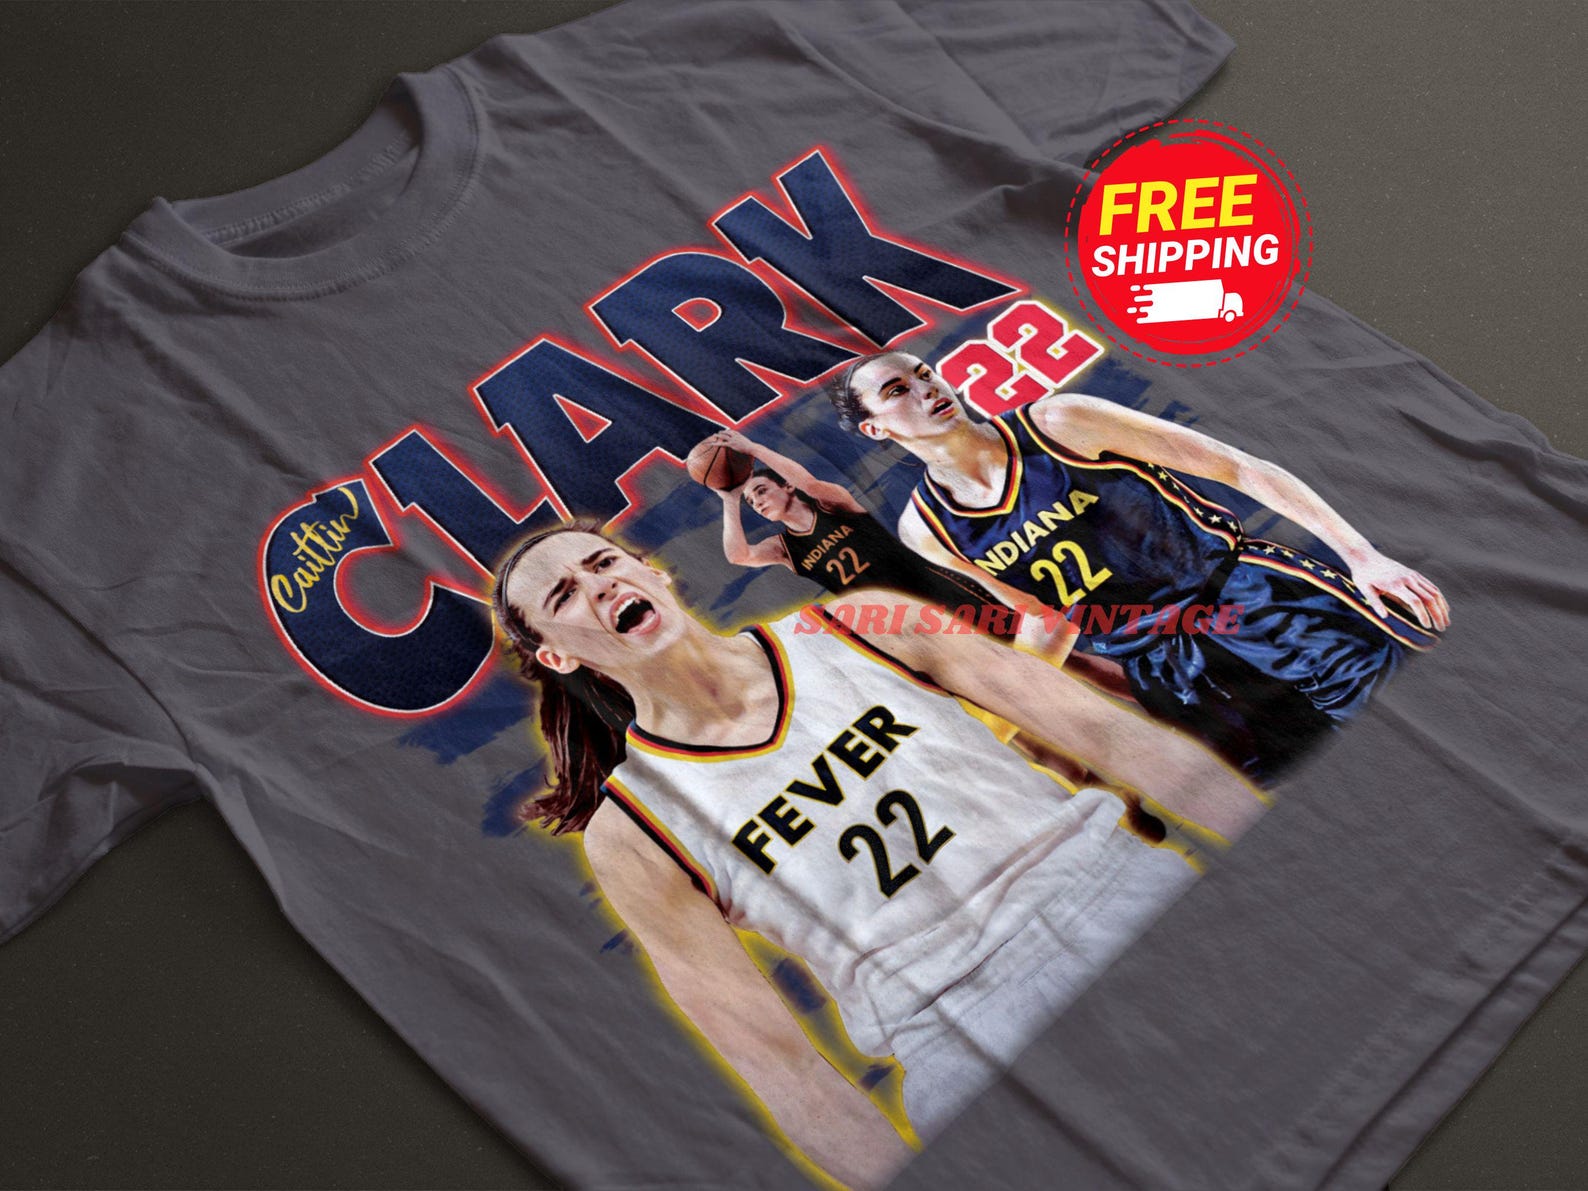 CLARK
Caitlin
22
FREE
SHIPPING
INDIANA
22
INDIANA
22
SARI SARI VINTAGE
FEVER
22